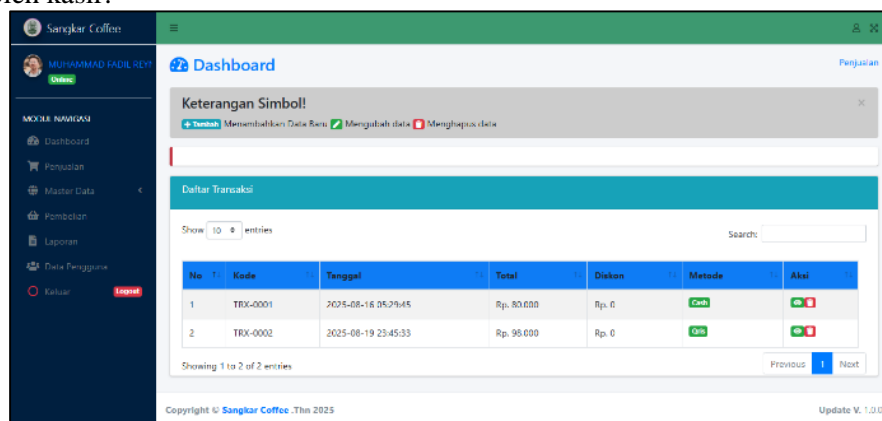 oleh kasir.
Sangkar Coffee
MUHAMMAD FADIL REY
Online
MODUL NAVIGASI
Dashboard
Penjualan
Master Data
Pembelian
Laporan
Data Pengguna
Keluar Logout
Dashboard
Penjualan
Keterangan Simbol! ×
+ Tambah Menambahkan Data Baru Mengubah data Menghapus data
Daftar Transaksi
Show 10 entries
Search:
No Kode Tanggal Total Diskon Metode Aksi
1 TRX-0001 2025-08-16 05:29:45 Rp. 80.000 Rp. 0 Cash
2 TRX-0002 2025-08-19 23:45:33 Rp. 98.000 Rp. 0 Qris
Showing 1 to 2 of 2 entries
Previous 1 Next
Copyright © Sangkar Coffee .Thn 2025
Update V. 1.0.0